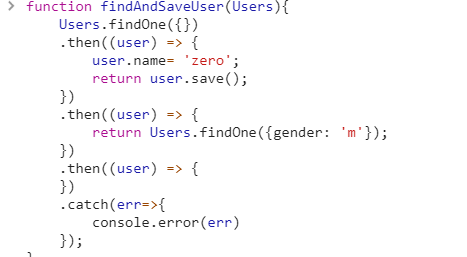 > function findAndSaveUser(Users){
    Users.findOne({})
    .then((user) => {
        user.name= 'zero';
        return user.save();
    })
    .then((user) => {
        return Users.findOne({gender: 'm'});
    })
    .then((user) => {
    })
    .catch(err=>{
        console.error(err)
    });